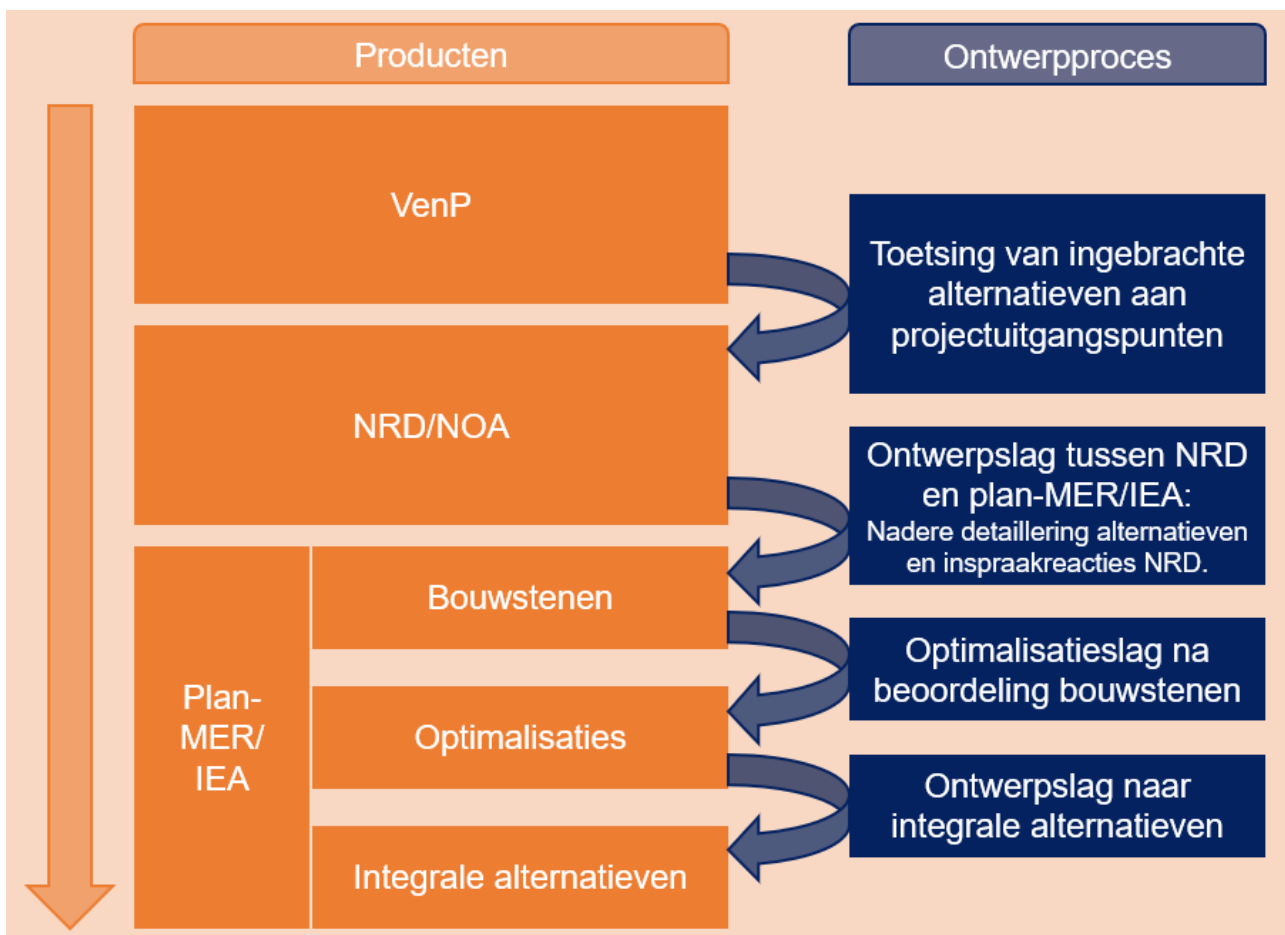 Producten
Ontwerpproces
VenP
Toetsing van ingebrachte
alternatieven aan
projectuitgangspunten
NRD/NOA
Ontwerpslag tussen NRD
en plan-MER/IEA:
Nadere detaillering alternatieven
en inspraakreacties NRD.
Plan-
MER/
IEA
Bouwstenen
Optimalisatieslag na
beoordeling bouwstenen
Optimalisaties
Ontwerpslag naar
integrale alternatieven
Integrale alternatieven